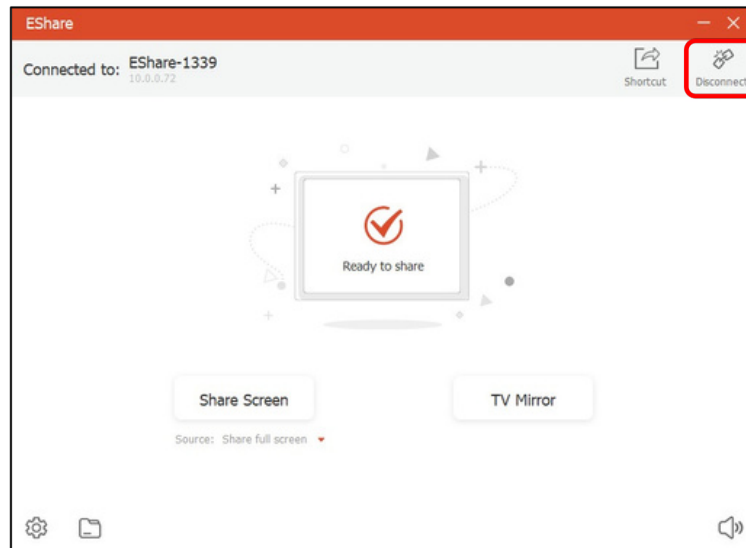 EShare
Connected to: EShare-1339
10.0.0.72
Shortcut
Disconnect
Ready to share
Share Screen
TV Mirror
Source: Share full screen